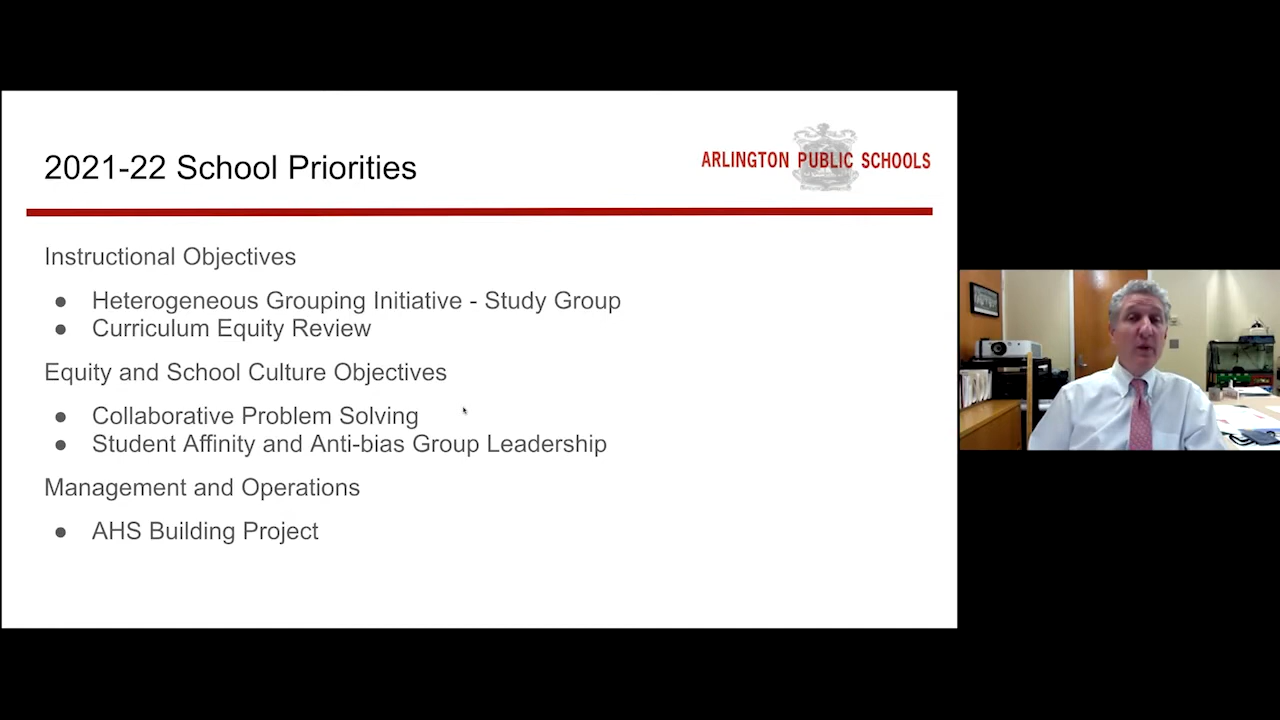 2021-22 School Priorities
ARLINGTON PUBLIC SCHOOLS
Instructional Objectives
● Heterogeneous Grouping Initiative - Study Group
● Curriculum Equity Review
Equity and School Culture Objectives
● Collaborative Problem Solving
● Student Affinity and Anti-bias Group Leadership
Management and Operations
● AHS Building Project